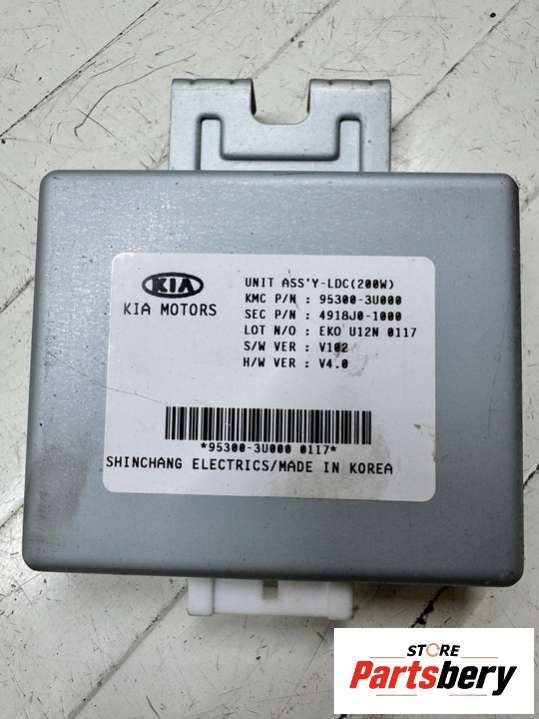 KIA
KIA MOTORS
UNIT ASS'Y-LDC(200W)
KMC P/N : 95300-3U000
SEC P/N : 4918J0-1000
LOT N/O : EKO U12N 0117
S/W VER : V102
H/W VER : V4.0
*95300-3U000 0117*
SHINCHANG ELECTRICS/MADE IN KOREA
STORE
Partsbery